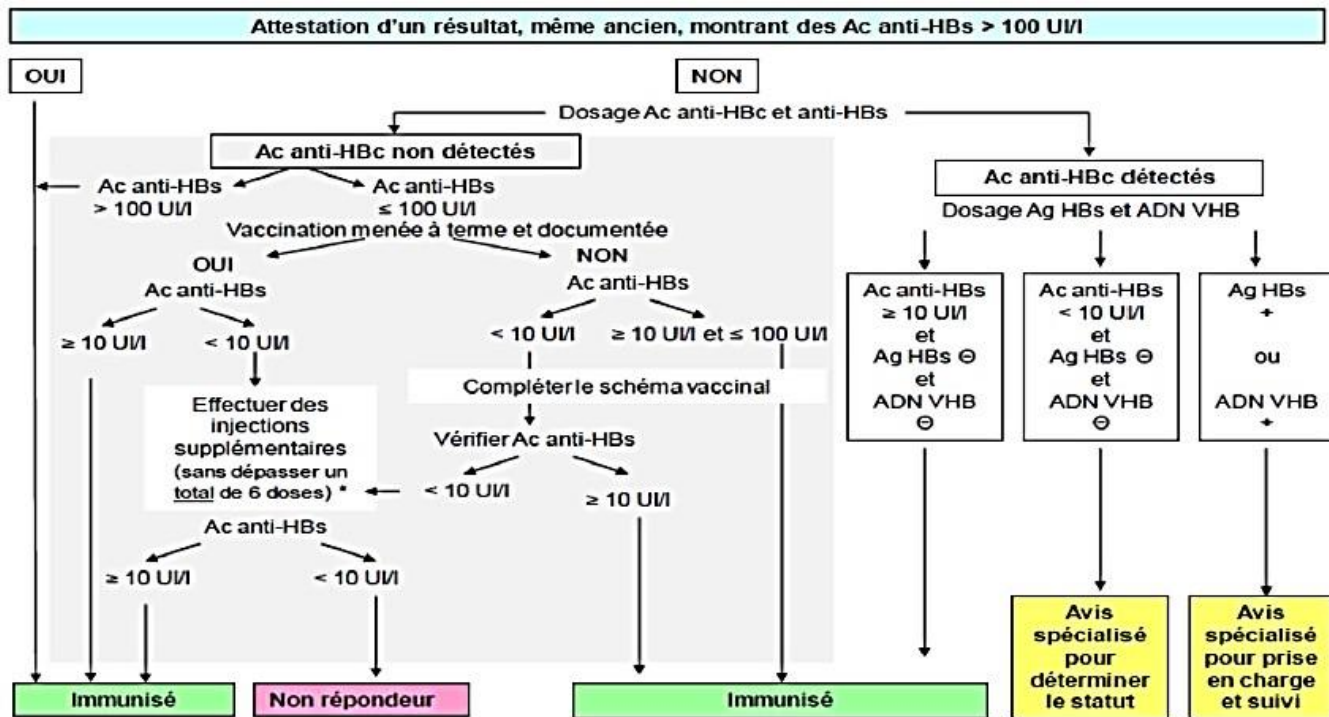 Attestation d'un résultat, même ancien, montrant des Ac anti-HBs > 100 UI/l
OUI
NON
Dosage Ac anti-HBc et anti-HBs
Ac anti-HBc non détectés
Ac anti-HBs
> 100 UI/l
Ac anti-HBs
≤ 100 UI/l
Vaccination menée à terme et documentée
OUI
Ac anti-HBs
≥ 10 UI/l
< 10 UI/l
Effectuer des
injections
supplémentaires
(sans dépasser un
total de 6 doses) *
Ac anti-HBs
≥ 10 UI/l
< 10 UI/l
NON
Ac anti-HBs
< 10 UI/l
≥ 10 UI/l et ≤ 100 UI/l
Compléter le schéma vaccinal
Vérifier Ac anti-HBs
< 10 UI/l
≥ 10 UI/l
Ac anti-HBc détectés
Dosage Ag HBs et ADN VHB
Ac anti-HBs
≥ 10 UI/l
et
Ag HBs ⊖
et
ADN VHB
⊖
Ac anti-HBs
< 10 UI/l
et
Ag HBs ⊖
et
ADN VHB
⊖
Ag HBs
+
ou
ADN VHB
+
Immunisé
Non répondeur
Immunisé
Avis
spécialisé
pour
déterminer
le statut
Avis
spécialisé
pour prise
en charge
et suivi